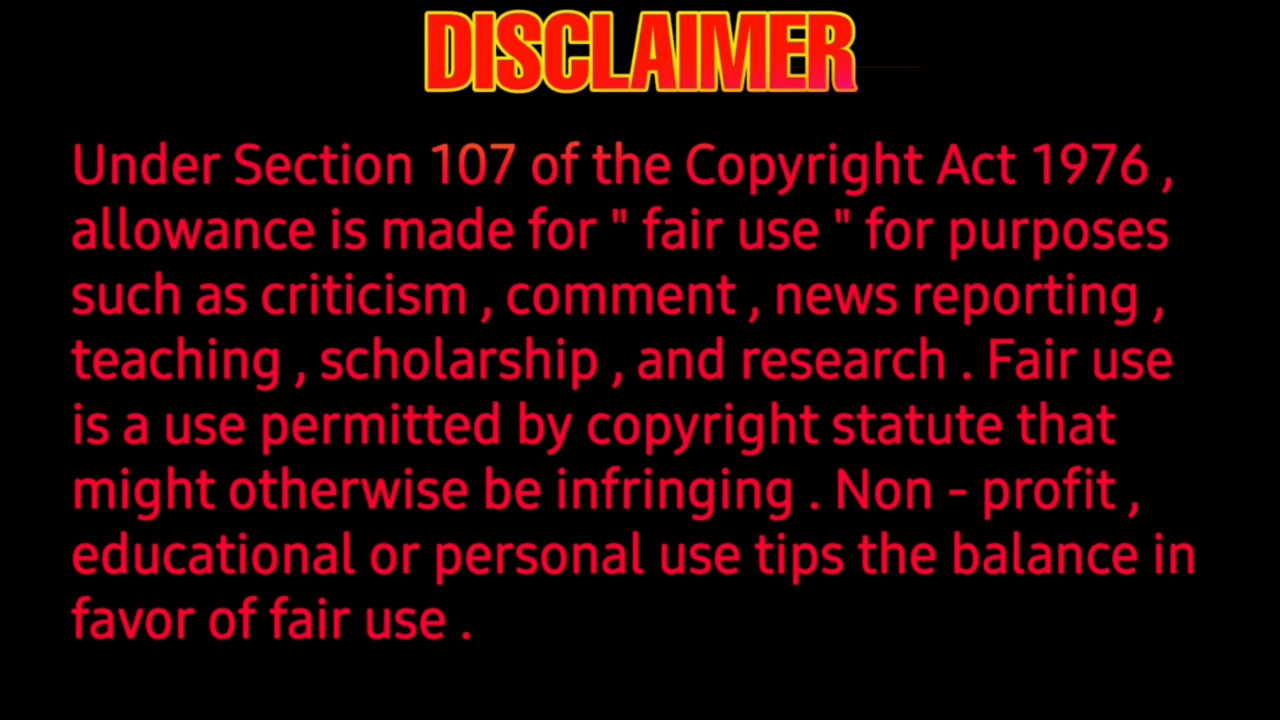 DISCLAIMER
Under Section 107 of the Copyright Act 1976 ,
allowance is made for " fair use " for purposes
such as criticism , comment , news reporting ,
teaching , scholarship , and research . Fair use
is a use permitted by copyright statute that
might otherwise be infringing . Non - profit ,
educational or personal use tips the balance in
favor of fair use .